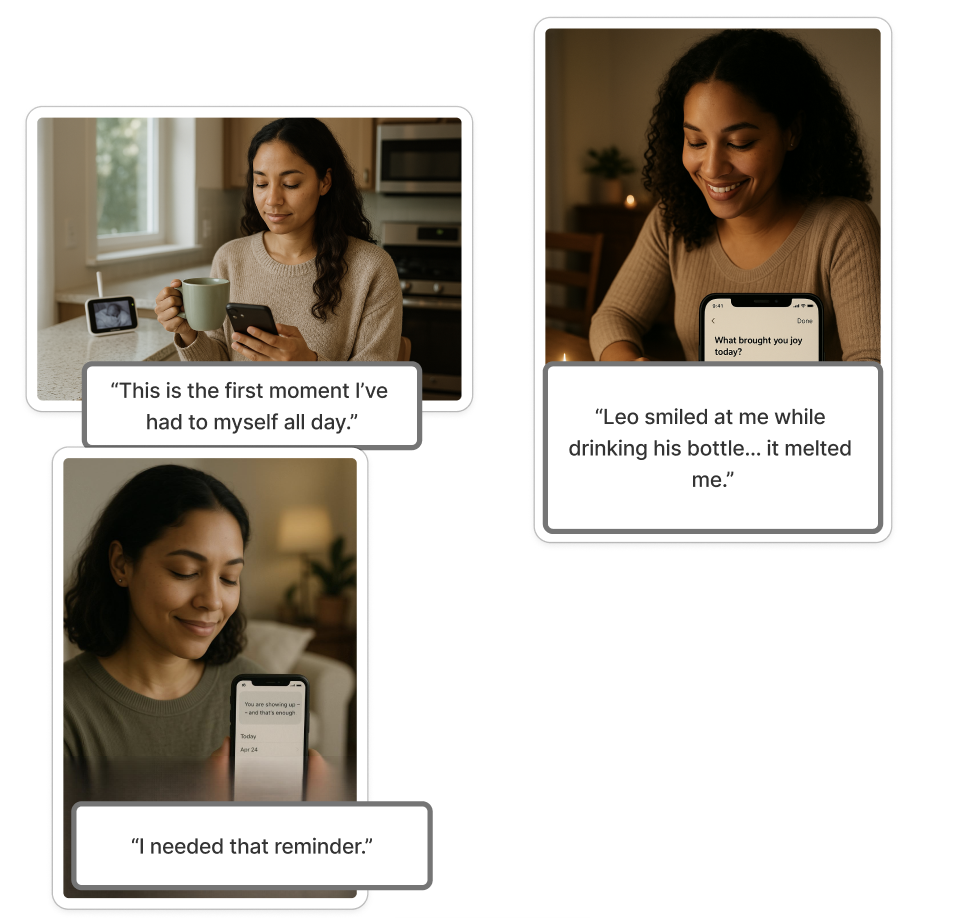 “This is the first moment I’ve
had to myself all day.”
9:41
Done
What brought you joy
today?
“Leo smiled at me while
drinking his bottle... it melted
me.”
You are showing up –
– and that’s enough
Today
Apr 24
“I needed that reminder.”